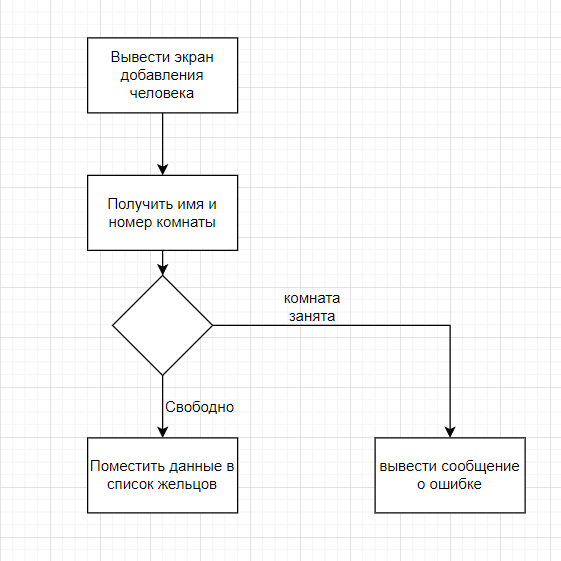 Вывести экран
добавления
человека
Получить имя и
номер комнаты
комната
занята
Свободно
Поместить данные в
список жельцов
вывести сообщение
о ошибке